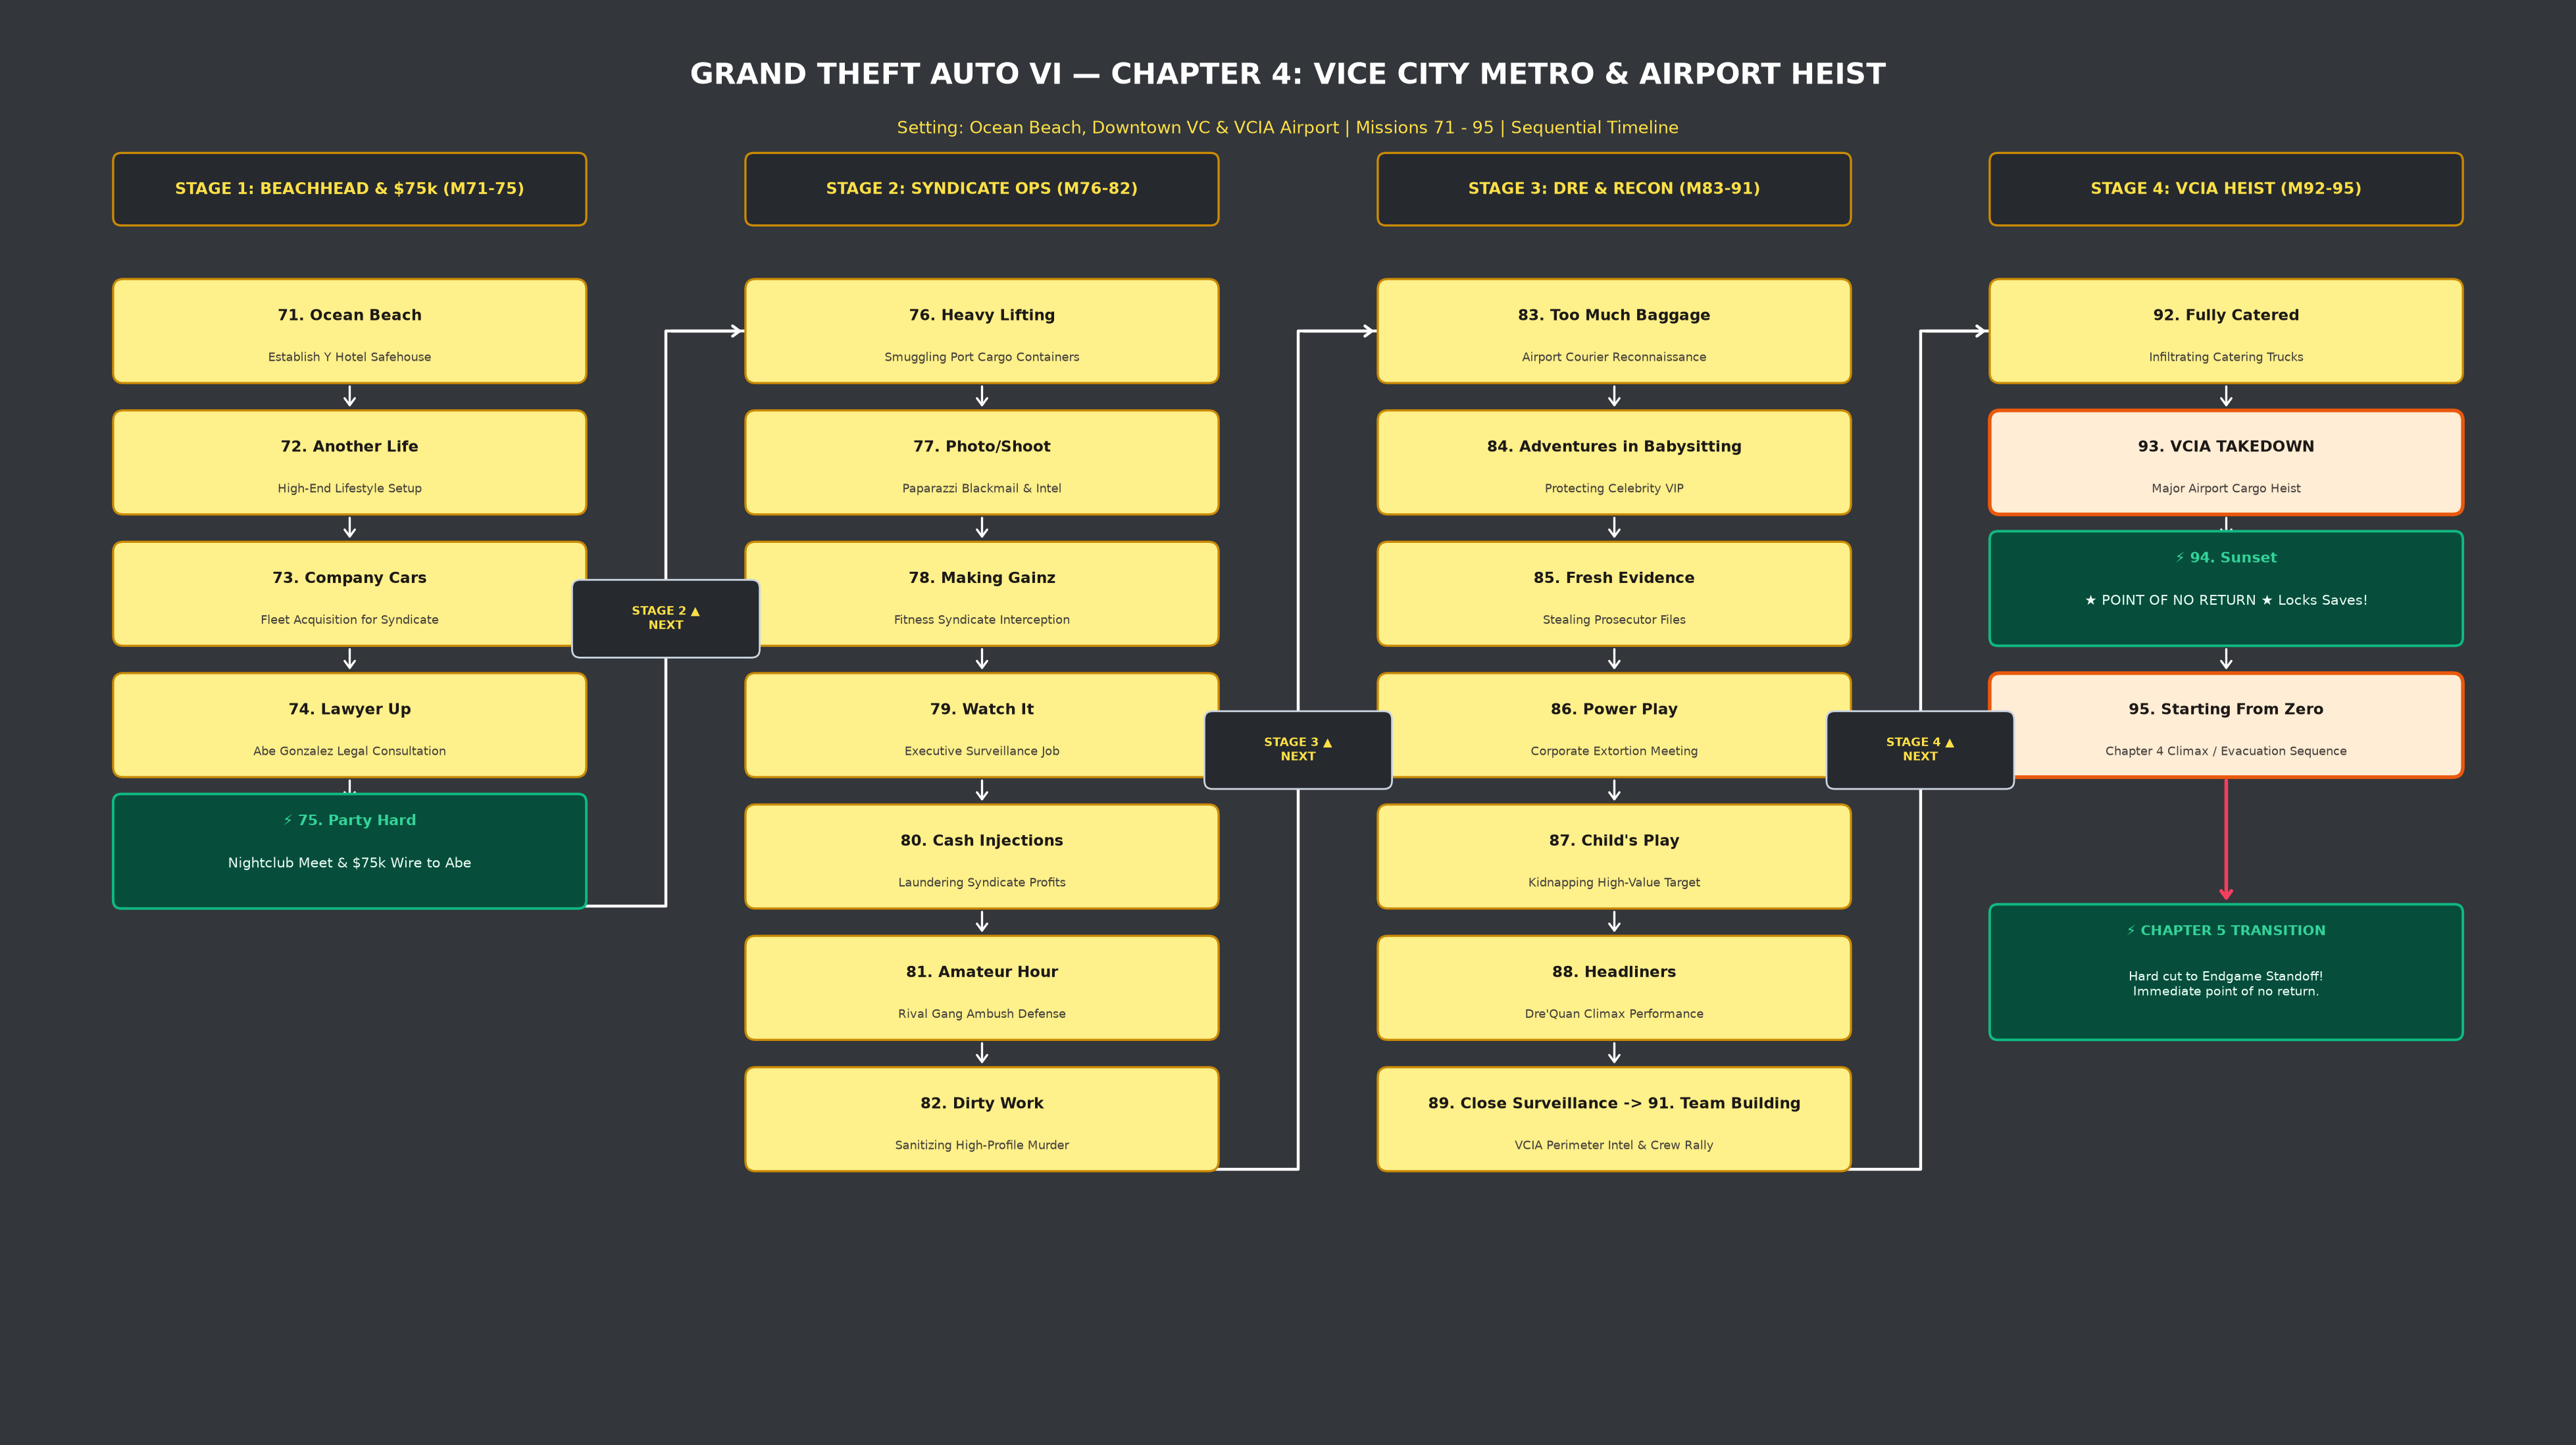 GRAND THEFT AUTO VI — CHAPTER 4: VICE CITY METRO & AIRPORT HEIST
Setting: Ocean Beach, Downtown VC & VCIA Airport | Missions 71 - 95 | Sequential Timeline
STAGE 1: BEACHHEAD & $75k (M71-75)
71. Ocean Beach
Establish Y Hotel Safehouse
72. Another Life
High-End Lifestyle Setup
73. Company Cars
Fleet Acquisition for Syndicate
74. Lawyer Up
Abe Gonzalez Legal Consultation
⚡ 75. Party Hard
Nightclub Meet & $75k Wire to Abe
STAGE 2 ▲
NEXT
STAGE 2: SYNDICATE OPS (M76-82)
76. Heavy Lifting
Smuggling Port Cargo Containers
77. Photo/Shoot
Paparazzi Blackmail & Intel
78. Making Gainz
Fitness Syndicate Interception
79. Watch It
Executive Surveillance Job
80. Cash Injections
Laundering Syndicate Profits
81. Amateur Hour
Rival Gang Ambush Defense
82. Dirty Work
Sanitizing High-Profile Murder
STAGE 3 ▲
NEXT
STAGE 3: DRE & RECON (M83-91)
83. Too Much Baggage
Airport Courier Reconnaissance
84. Adventures in Babysitting
Protecting Celebrity VIP
85. Fresh Evidence
Stealing Prosecutor Files
86. Power Play
Corporate Extortion Meeting
87. Child's Play
Kidnapping High-Value Target
88. Headliners
Dre'Quan Climax Performance
89. Close Surveillance -> 91. Team Building
VCIA Perimeter Intel & Crew Rally
STAGE 4 ▲
NEXT
STAGE 4: VCIA HEIST (M92-95)
92. Fully Catered
Infiltrating Catering Trucks
93. VCIA TAKEDOWN
Major Airport Cargo Heist
⚡ 94. Sunset
★ POINT OF NO RETURN ★ Locks Saves!
95. Starting From Zero
Chapter 4 Climax / Evacuation Sequence
⚡ CHAPTER 5 TRANSITION
Hard cut to Endgame Standoff!
Immediate point of no return.